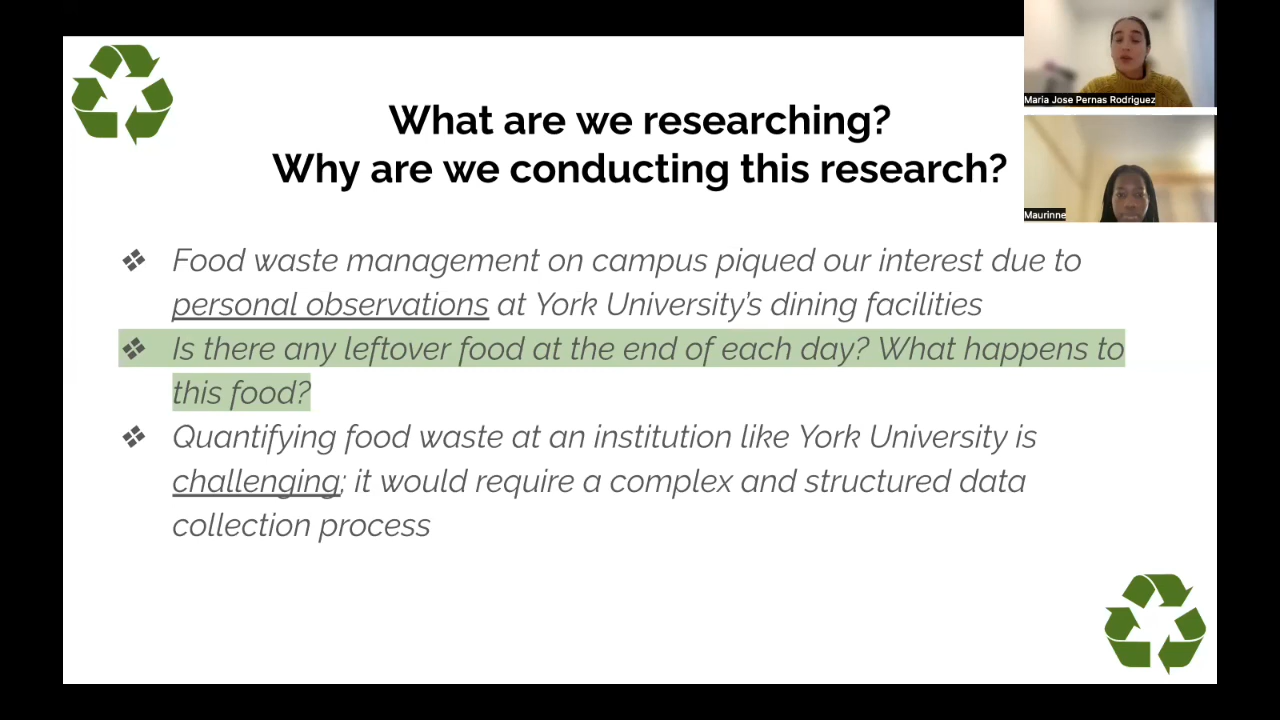 What are we researching?
Why are we conducting this research?
Maria Jose Pernas Rodriguez
Maurinne
❖ Food waste management on campus piqued our interest due to
personal observations at York University's dining facilities
❖ Is there any leftover food at the end of each day? What happens to
this food?
❖ Quantifying food waste at an institution like York University is
challenging; it would require a complex and structured data
collection process